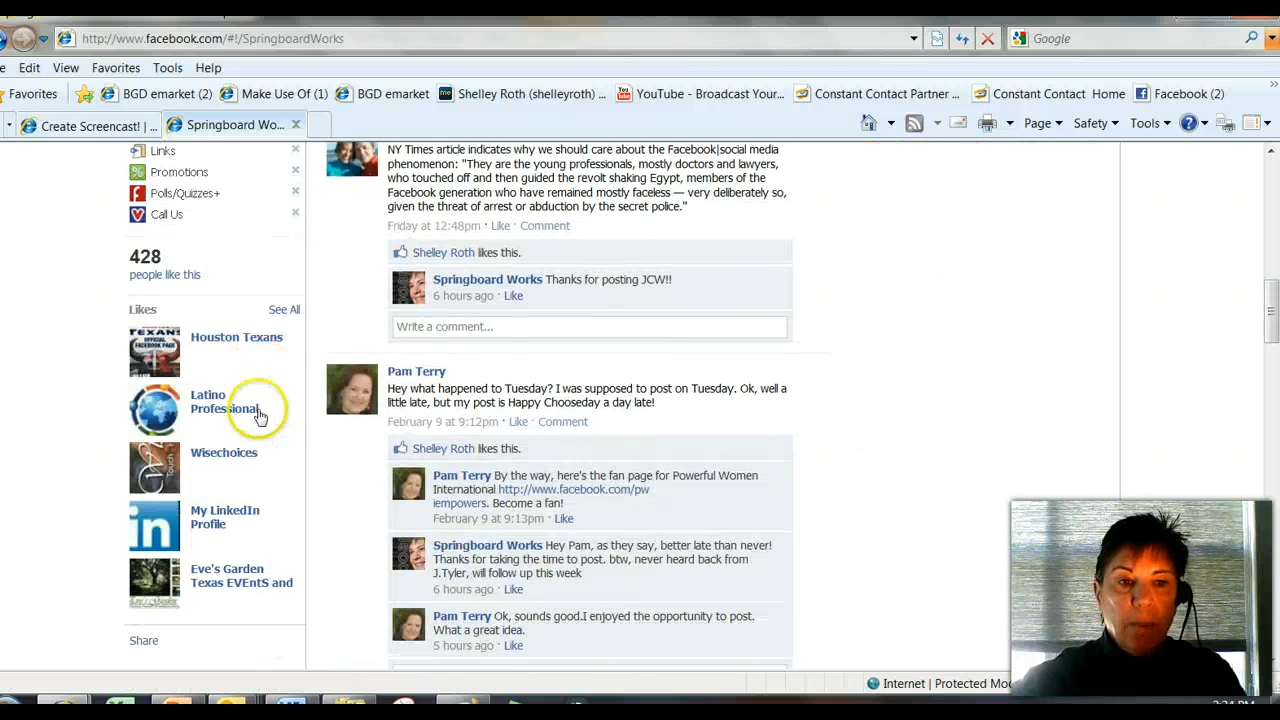 http://www.facebook.com/#!/SpringboardWorks
Google
Edit View Favorites Tools Help
Favorites BGD emarket (2) Make Use Of (1) BGD emarket Shelley Roth (shelleyroth) ... YouTube - Broadcast Your... Constant Contact Partner ... Constant Contact Home Facebook (2)
Create Screencast! | ... Springboard Wo... Page Safety Tools
Links
Promotions
Polls/Quizzes+
Call Us
428
people like this
Likes See All
Houston Texans
Latino
Professional
Wisechoices
My LinkedIn
Profile
Eve's Garden
Texas EVEntS and
Share
NY Times article indicates why we should care about the Facebook|social media
phenomenon: "They are the young professionals, mostly doctors and lawyers,
who touched off and then guided the revolt shaking Egypt, members of the
Facebook generation who have remained mostly faceless — very deliberately so,
given the threat of arrest or abduction by the secret police."
Friday at 12:48pm · Like · Comment
Shelley Roth likes this.
Springboard Works Thanks for posting JCW!!
6 hours ago · Like
Write a comment...
Pam Terry
Hey what happened to Tuesday? I was supposed to post on Tuesday. Ok, well a
little late, but my post is Happy Chooseday a day late!
February 9 at 9:12pm · Like · Comment
Shelley Roth likes this.
Pam Terry By the way, here's the fan page for Powerful Women
International http://www.facebook.com/pw
iempowers. Become a fan!
February 9 at 9:13pm · Like
Springboard Works Hey Pam, as they say, better late than never!
Thanks for taking the time to post. btw, never heard back from
J.Tyler, will follow up this week
6 hours ago · Like
Pam Terry Ok, sounds good.I enjoyed the opportunity to post.
What a great idea.
5 hours ago · Like
Internet | Protected Mo